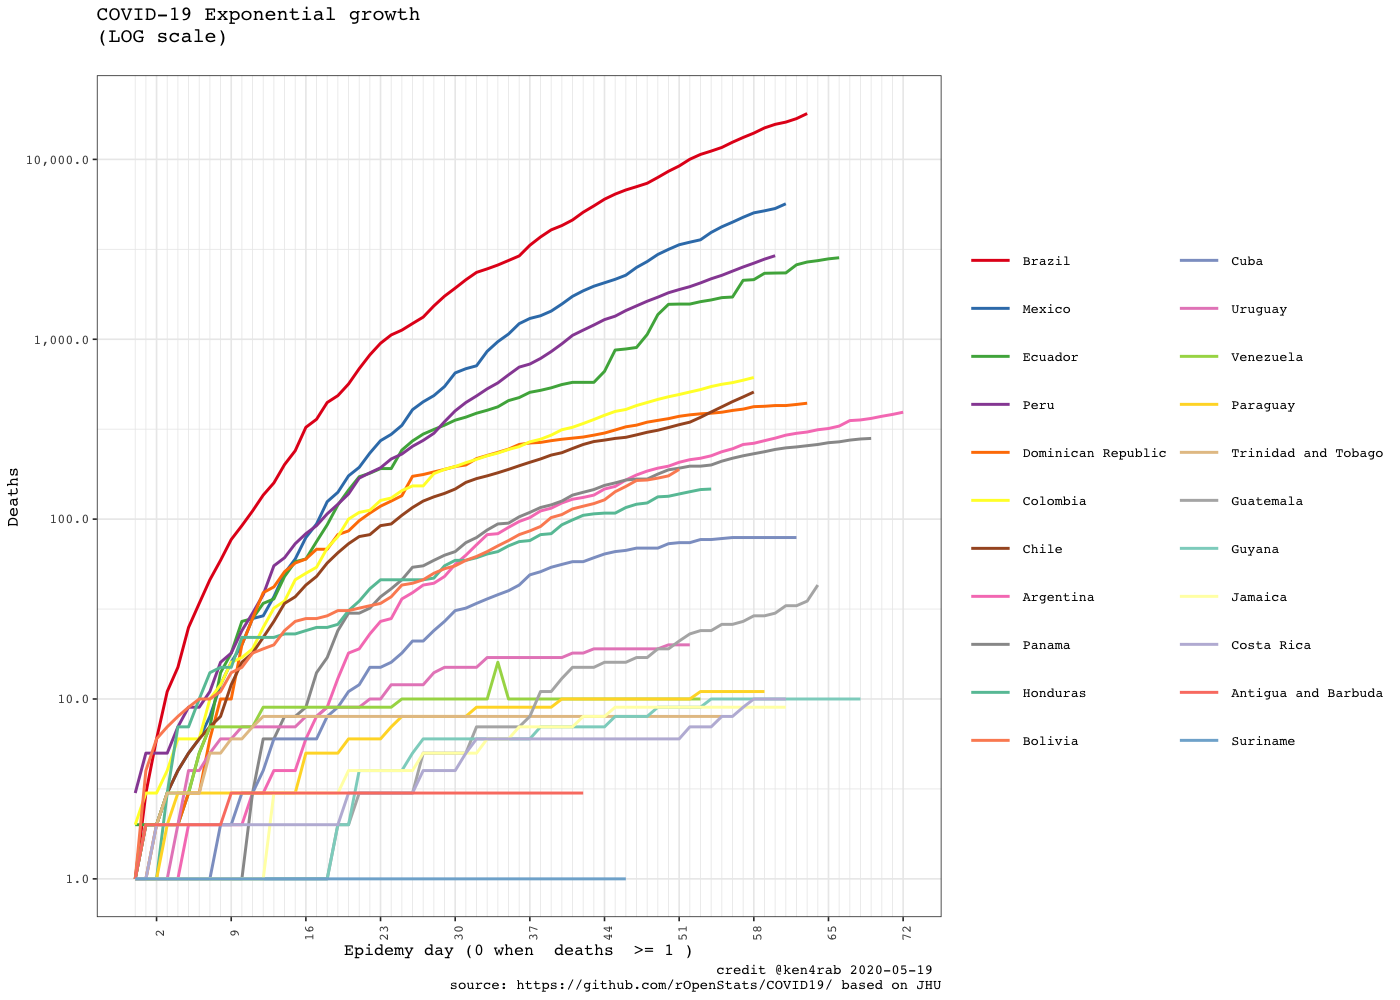 COVID-19 Exponential growth
(LOG scale)
Deaths
10,000.0
1,000.0
100.0
10.0
1.0
2 9 16 23 30 37 44 51 58 65 72
Epidemy day (0 when deaths >= 1 )
Brazil
Mexico
Ecuador
Peru
Dominican Republic
Colombia
Chile
Argentina
Panama
Honduras
Bolivia
Cuba
Uruguay
Venezuela
Paraguay
Trinidad and Tobago
Guatemala
Guyana
Jamaica
Costa Rica
Antigua and Barbuda
Suriname
credit @ken4rab 2020-05-19
source: https://github.com/rOpenStats/COVID19/ based on JHU